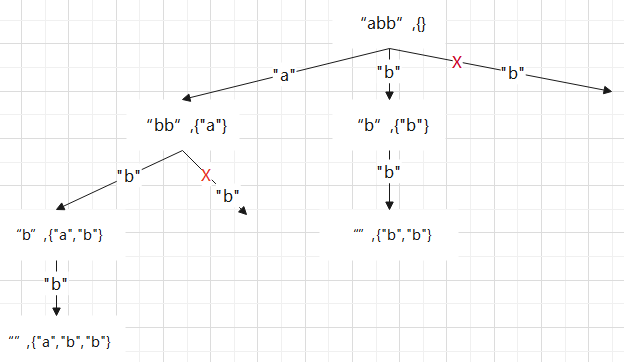 “abb” ,{}
"a"
"b"
X
"b"
“bb” ,{"a"}
“b” ,{"b"}
"b"
X
"b"
"b"
“b” ,{"a","b"}
“” ,{"b","b"}
"b"
“” ,{"a","b","b"}